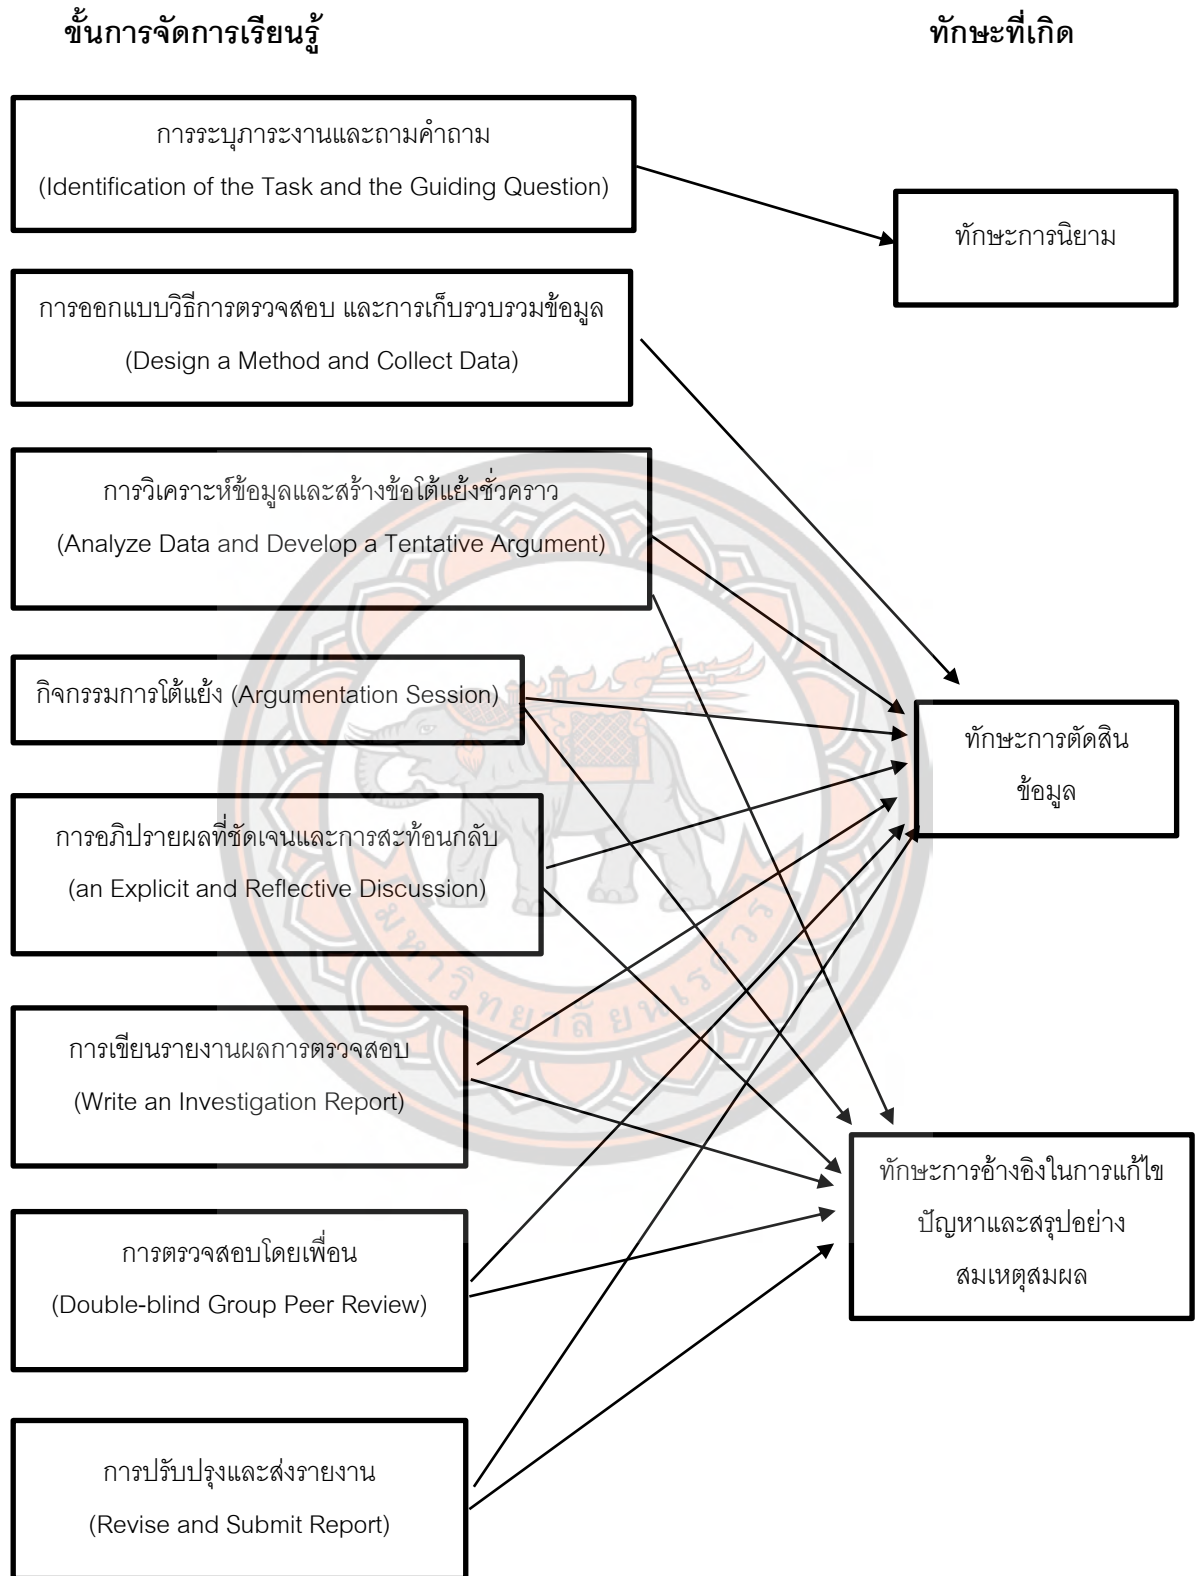 ขั้นการจัดการเรียนรู้
ทักษะที่เกิด
การระบุภาระงานและถามคำถาม
(Identification of the Task and the Guiding Question)
ทักษะการนิยาม
การออกแบบวิธีการตรวจสอบ และการเก็บรวบรวมข้อมูล
(Design a Method and Collect Data)
การวิเคราะห์ข้อมูลและสร้างข้อโต้แย้งชั่วคราว
(Analyze Data and Develop a Tentative Argument)
กิจกรรมการโต้แย้ง (Argumentation Session)
ทักษะการตัดสิน
ข้อมูล
การอภิปรายผลที่ชัดเจนและการสะท้อนกลับ
(an Explicit and Reflective Discussion)
มหาวิทยาลัยนเรศวร
การเขียนรายงานผลการตรวจสอบ
(Write an Investigation Report)
ทักษะการอ้างอิงในการแก้ไข
ปัญหาและสรุปอย่าง
สมเหตุสมผล
การตรวจสอบโดยเพื่อน
(Double-blind Group Peer Review)
การปรับปรุงและส่งรายงาน
(Revise and Submit Report)